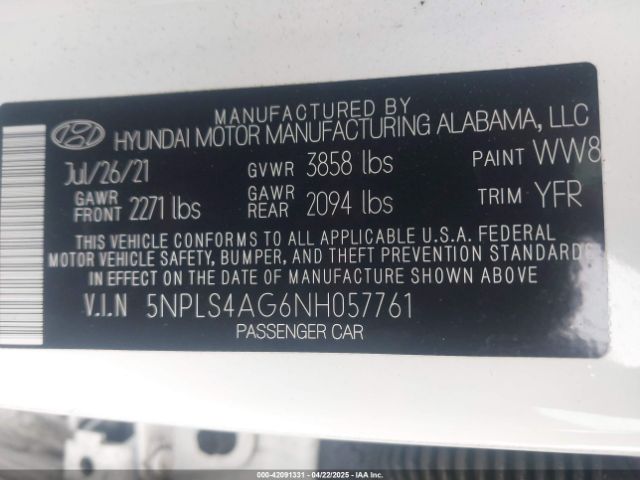 MANUFACTURED BY
HYUNDAI MOTOR MANUFACTURING ALABAMA, LLC
Jul/26/21 GVWR 3858 lbs PAINT WW8
GAWR FRONT 2271 lbs GAWR REAR 2094 lbs TRIM YFR
THIS VEHICLE CONFORMS TO ALL APPLICABLE U.S.A. FEDERAL
MOTOR VEHICLE SAFETY, BUMPER, AND THEFT PREVENTION STANDARDS
IN EFFECT ON THE DATE OF MANUFACTURE SHOWN ABOVE
V.I.N 5NPLS4AG6NH057761
PASSENGER CAR
000-42091331 - 04/22/2025 - IAA Inc.